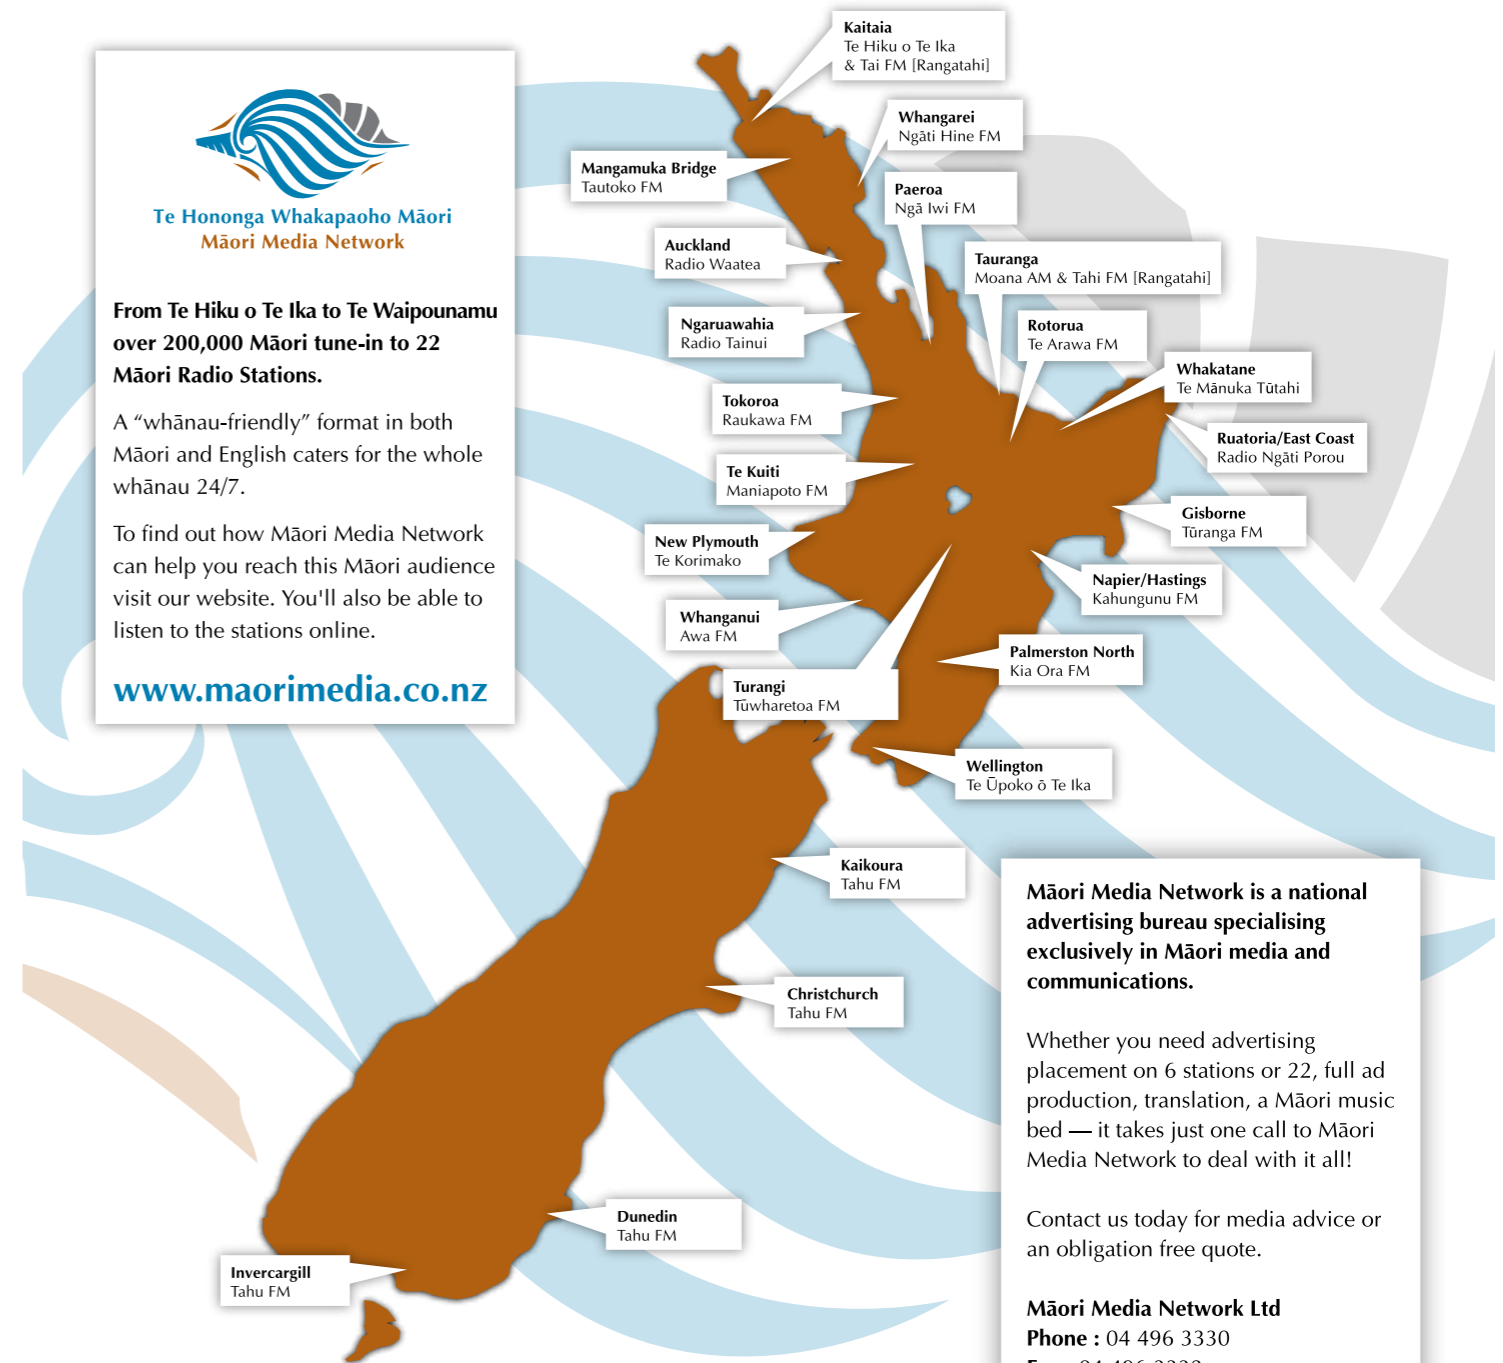 Te Hononga Whakapaoho Māori
Māori Media Network
From Te Hiku o Te Ika to Te Waipounamu
over 200,000 Māori tune-in to 22
Māori Radio Stations.
A “whānau-friendly” format in both
Māori and English caters for the whole
whānau 24/7.
To find out how Māori Media Network
can help you reach this Māori audience
visit our website. You'll also be able to
listen to the stations online.
www.maorimedia.co.nz
Kaitaia
Te Hiku o Te Ika
& Tai FM [Rangatahi]
Whangarei
Ngāti Hine FM
Mangamuka Bridge
Tautoko FM
Paeroa
Ngā Iwi FM
Auckland
Radio Waatea
Tauranga
Moana AM & Tahi FM [Rangatahi]
Ngaruawahia
Radio Tainui
Rotorua
Te Arawa FM
Whakatane
Te Mānuka Tūtahi
Tokoroa
Raukawa FM
Ruatoria/East Coast
Radio Ngāti Porou
Te Kuiti
Maniapoto FM
Gisborne
Tūranga FM
New Plymouth
Te Korimako
Napier/Hastings
Kahungunu FM
Whanganui
Awa FM
Palmerston North
Kia Ora FM
Turangi
Tūwharetoa FM
Wellington
Te Ūpoko ō Te Ika
Kaikoura
Tahu FM
Christchurch
Tahu FM
Dunedin
Tahu FM
Invercargill
Tahu FM
Māori Media Network is a national
advertising bureau specialising
exclusively in Māori media and
communications.
Whether you need advertising
placement on 6 stations or 22, full ad
production, translation, a Māori music
bed — it takes just one call to Māori
Media Network to deal with it all!
Contact us today for media advice or
an obligation free quote.
Māori Media Network Ltd
Phone : 04 496 3330